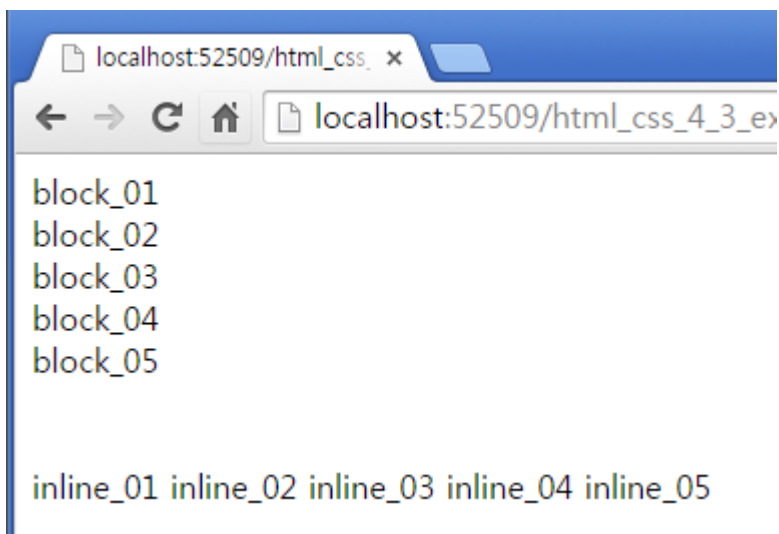 localhost:52509/html_css_
localhost:52509/html_css_4_3_ex
block_01
block_02
block_03
block_04
block_05
inline_01 inline_02 inline_03 inline_04 inline_05